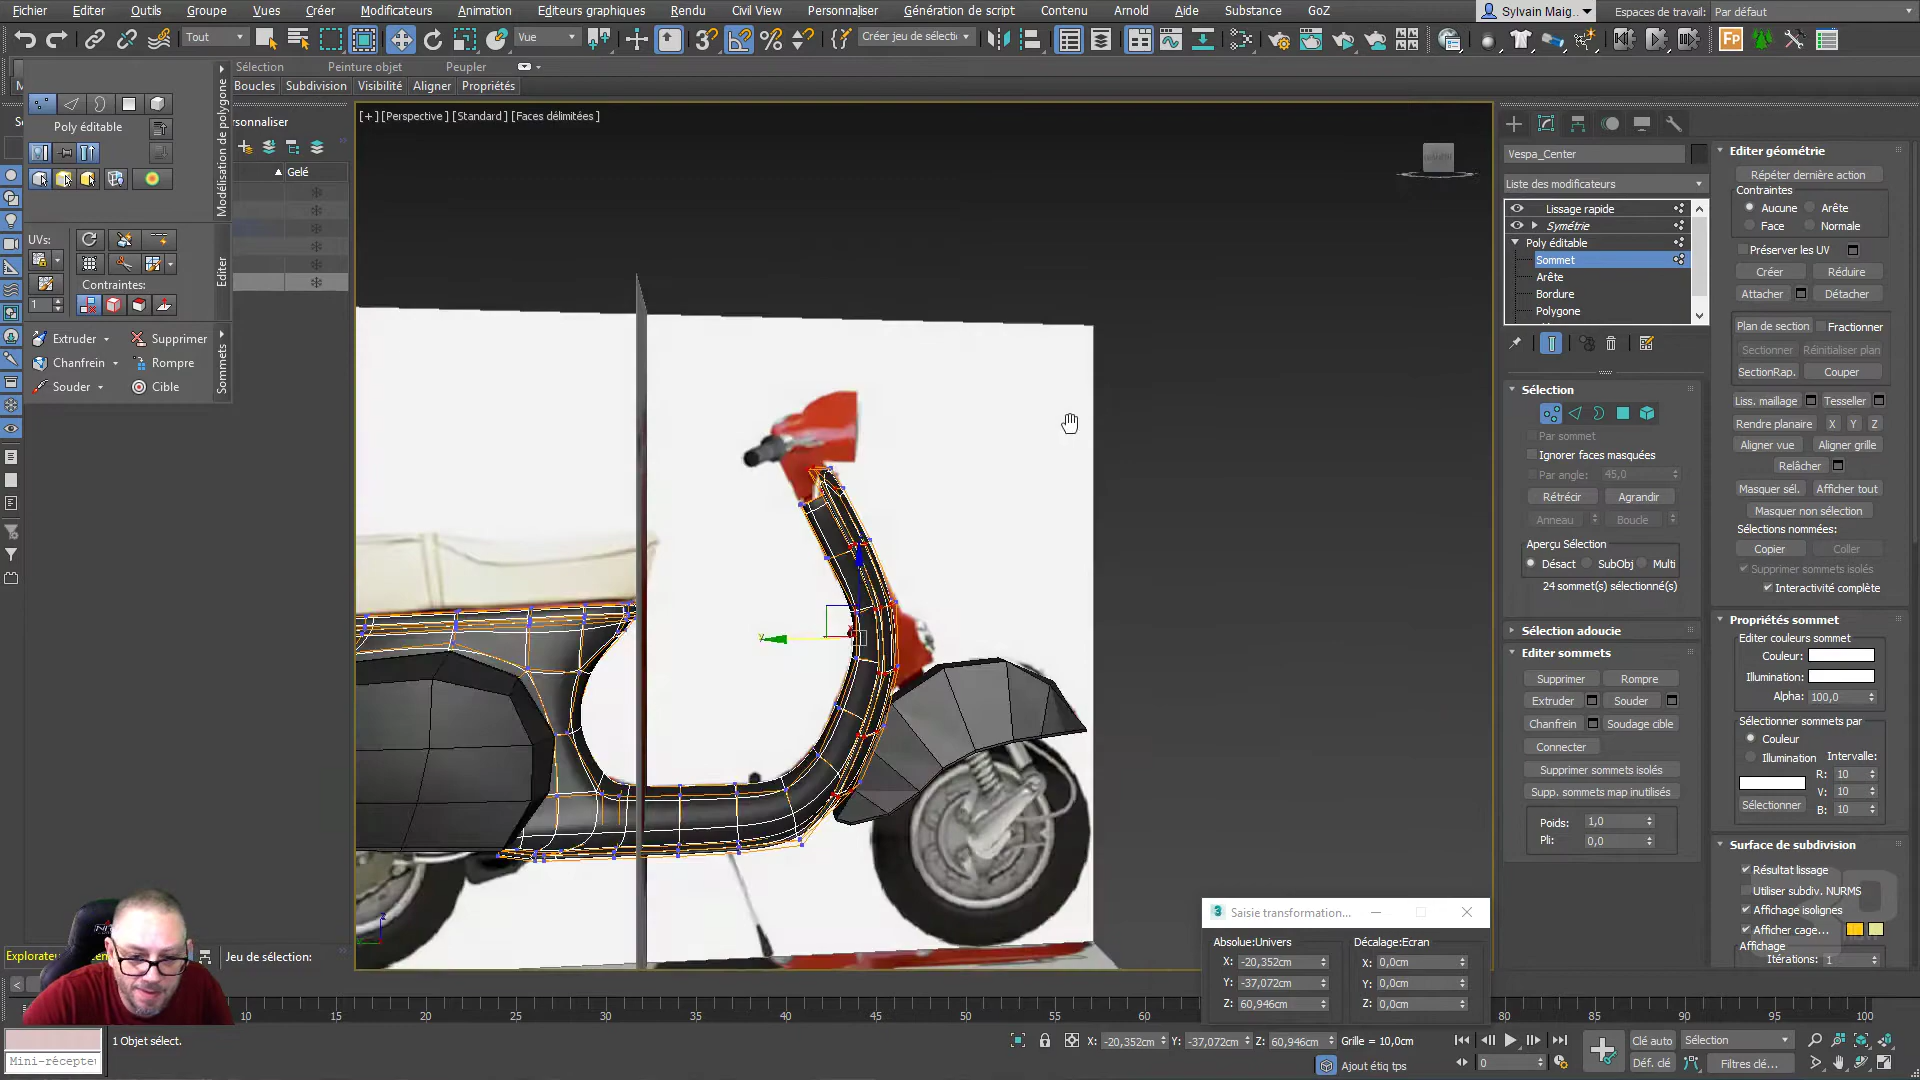 Fichier Editer Outils Groupe Vues Créer Modificateurs Animation Editeurs graphiques Rendu Civil View Personnaliser Génération de script Contenu Arnold Aide Substance GoZ Sylvain Maig... Espaces de travail: Par défaut
Tout Vue Créer jeu de sélecti
Sélection Peinture objet Peupler
Boucles Subdivision Visibilité Aligner Propriétés
Modélisation de polygone
Poly éditable
rsonnaliser
Gelé
UVs:
Editer
Contraintes:
1
Extruder Supprimer
Chanfrein Rompre
Souder Cible
Sommets
[+] [Perspective] [Standard] [Faces délimitées]
y
Vespa_Center
Liste des modificateurs
Lissage rapide
Symétrie
Poly éditable
Sommet
Arête
Bordure
Polygone
Sélection
Par sommet
Ignorer faces masquées
Par angle: 45,0
Rétrécir Agrandir
Anneau Boucle
Aperçu Sélection
Désact SubObj Multi
24 sommet(s) sélectionné(s)
Sélection adoucie
Editer sommets
Supprimer Rompre
Extruder Souder
Chanfrein Soudage cible
Connecter
Supprimer sommets isolés
Supp. sommets map inutilisés
Poids: 1,0
Pli: 0,0
Editer géométrie
Répéter dernière action
Contraintes
Aucune Arête
Face Normale
Préserver les UV
Créer Réduire
Attacher Détacher
Plan de section Fractionner
Sectionner Réinitialiser plan
SectionRap. Couper
Liss. maillage Tesseller
Rendre planaire X Y Z
Aligner vue Aligner grille
Relâcher
Masquer sél. Afficher tout
Masquer non sélection
Sélections nommées:
Copier Coller
Supprimer sommets isolés
Interactivité complète
Propriétés sommet
Editer couleurs sommet
Couleur:
Illumination:
Alpha: 100,0
Sélectionner sommets par
Couleur
Illumination Intervalle:
R: 10
V: 10
Sélectionner B: 10
Surface de subdivision
Résultat lissage
Utiliser subdiv. NURMS
Affichage isolignes
Afficher cage...
Affichage
Itérations: 1
Saisie transformation...
Absolue:Univers Décalage:Ecran
X: -20,352cm X: 0,0cm
Y: -37,072cm Y: 0,0cm
Z: 60,946cm Z: 0,0cm
Jeu de sélection:
10 15 20 25 30 35 40 45 50 55 60 80 85 90 95 100
1 Objet sélect.
X: -20,352cm Y: -37,072cm Z: 60,946cm Grille = 10,0cm
Clé auto Sélection
Mini-récepteu
Ajout étiq tps
0
Déf. clé Filtres clé...